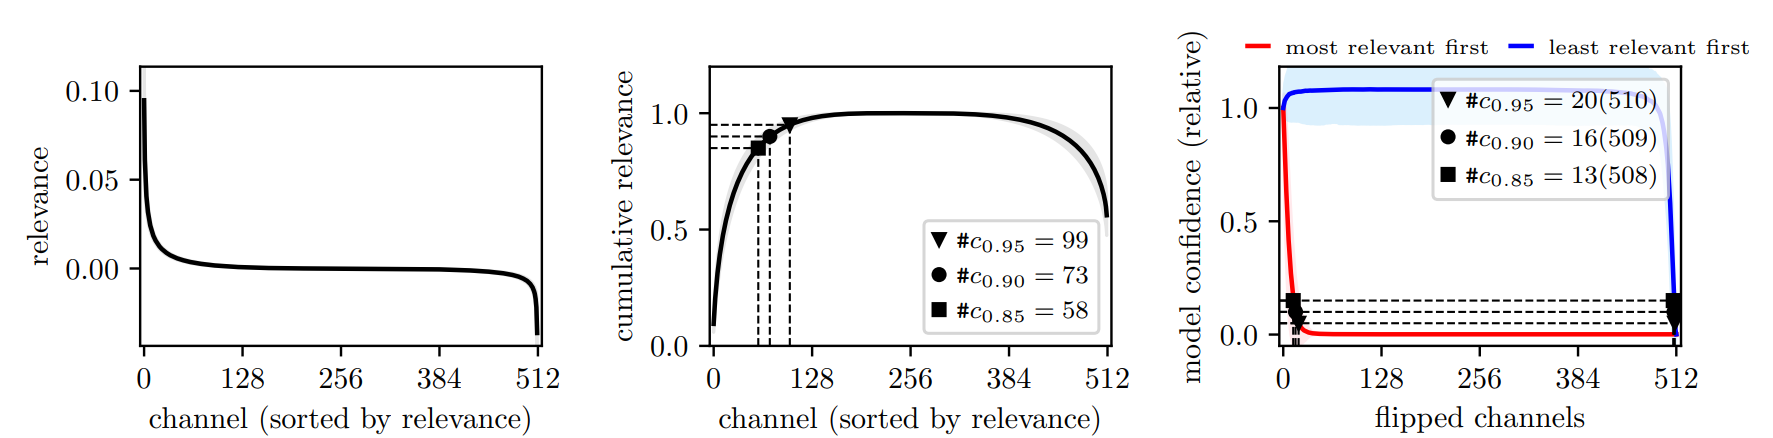 relevance
0.10
0.05
0.00
0 128 256 384 512
channel (sorted by relevance)
cumulative relevance
1.0
0.5
0.0
▼ #c0.95 = 99
● #c0.90 = 73
■ #c0.85 = 58
0 128 256 384 512
channel (sorted by relevance)
most relevant first least relevant first
model confidence (relative)
1.0
0.5
0.0
▼ #c0.95 = 20(510)
● #c0.90 = 16(509)
■ #c0.85 = 13(508)
0 128 256 384 512
flipped channels